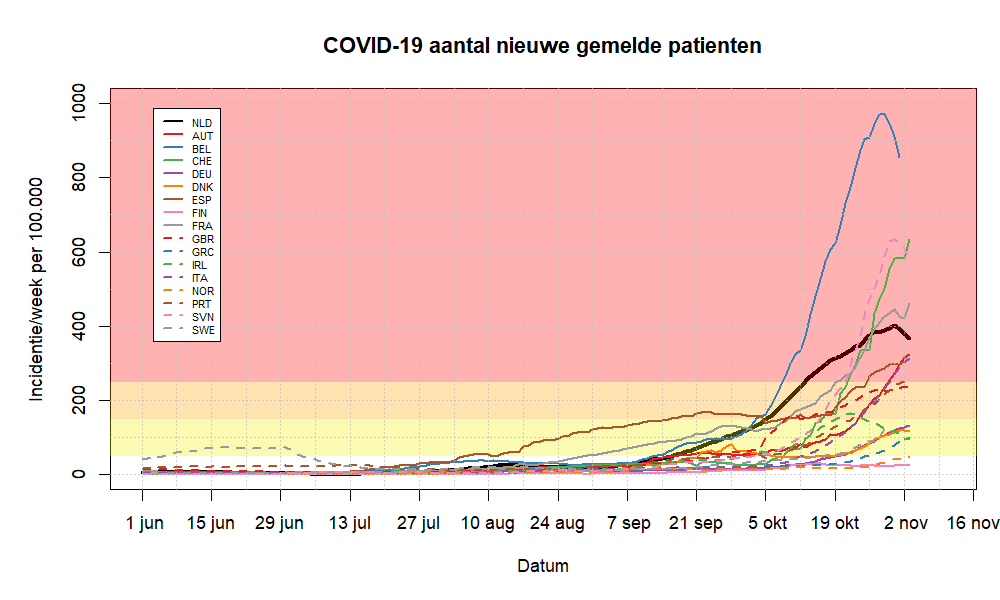 COVID-19 aantal nieuwe gemelde patienten
Incidentie/week per 100.000
1000
800
600
400
200
0
NLD
AUT
BEL
CHE
DEU
DNK
ESP
FIN
FRA
GBR
GRC
IRL
ITA
NOR
PRT
SVN
SWE
1 jun 15 jun 29 jun 13 jul 27 jul 10 aug 24 aug 7 sep 21 sep 5 okt 19 okt 2 nov 16 nov
Datum